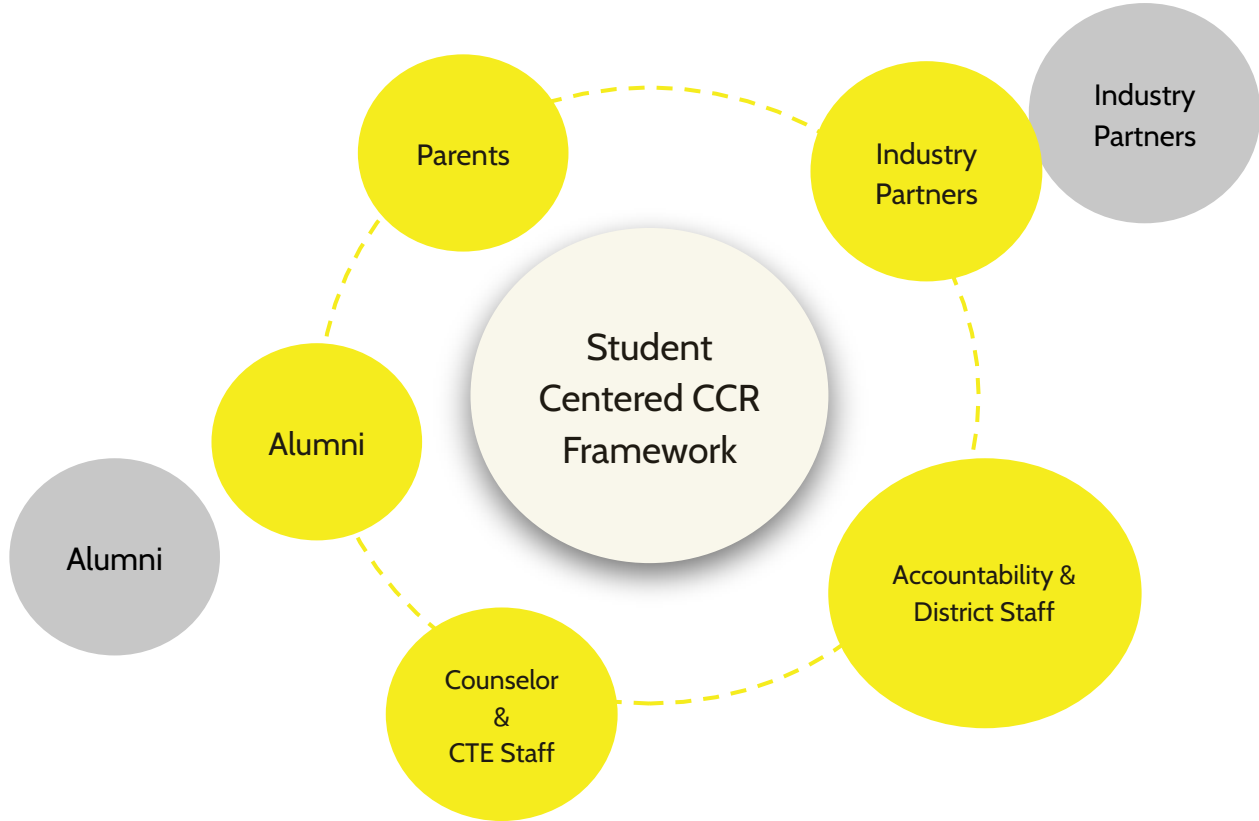 Industry
Partners
Parents
Industry
Partners
Student
Centered CCR
Framework
Alumni
Alumni
Accountability &
District Staff
Counselor
&
CTE Staff